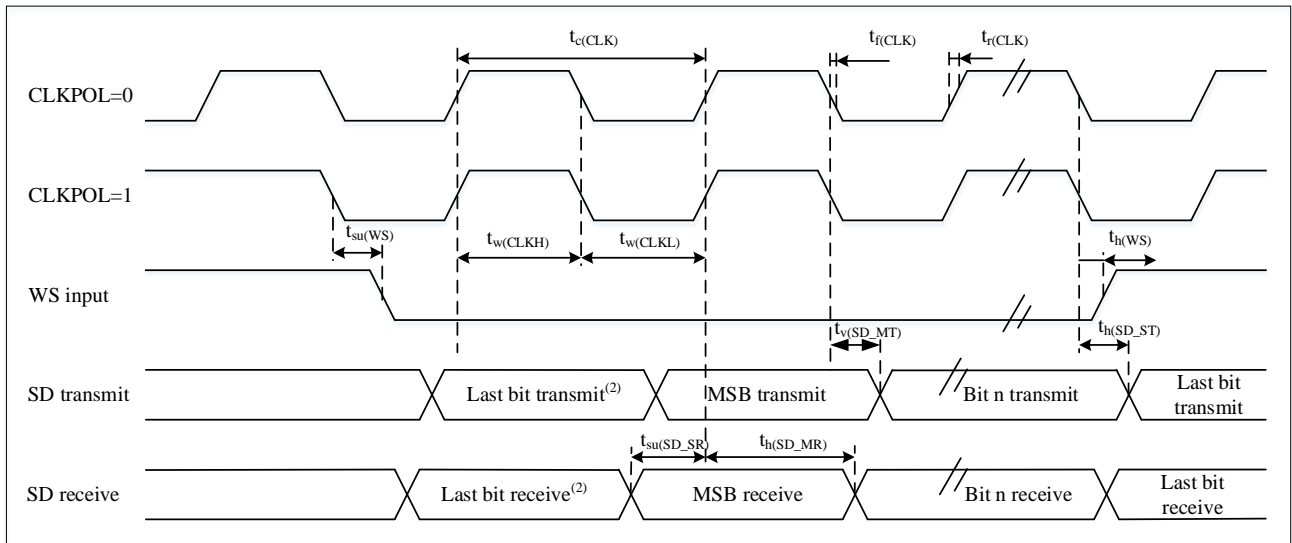 t_c(CLK)
t_f(CLK)
t_r(CLK)
CLKPOL=0
CLKPOL=1
t_su(WS)
t_w(CLKH)
t_w(CLKL)
t_h(WS)
WS input
t_v(SD_MT)
t_h(SD_ST)
SD transmit
Last bit transmit(2)
MSB transmit
Bit n transmit
Last bit
transmit
t_su(SD_SR)
t_h(SD_MR)
SD receive
Last bit receive(2)
MSB receive
Bit n receive
Last bit
receive